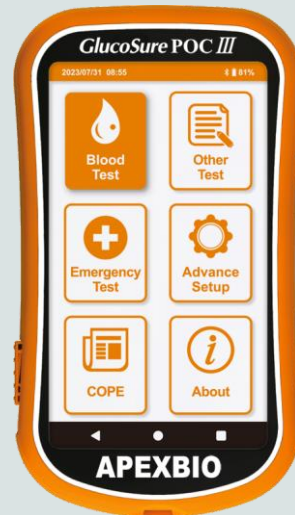 GlucoSure POC III
2023/07/31 08:55 81%
Blood
Test
Other
Test
Emergency
Test
Advance
Setup
COPE
About
APEXBIO